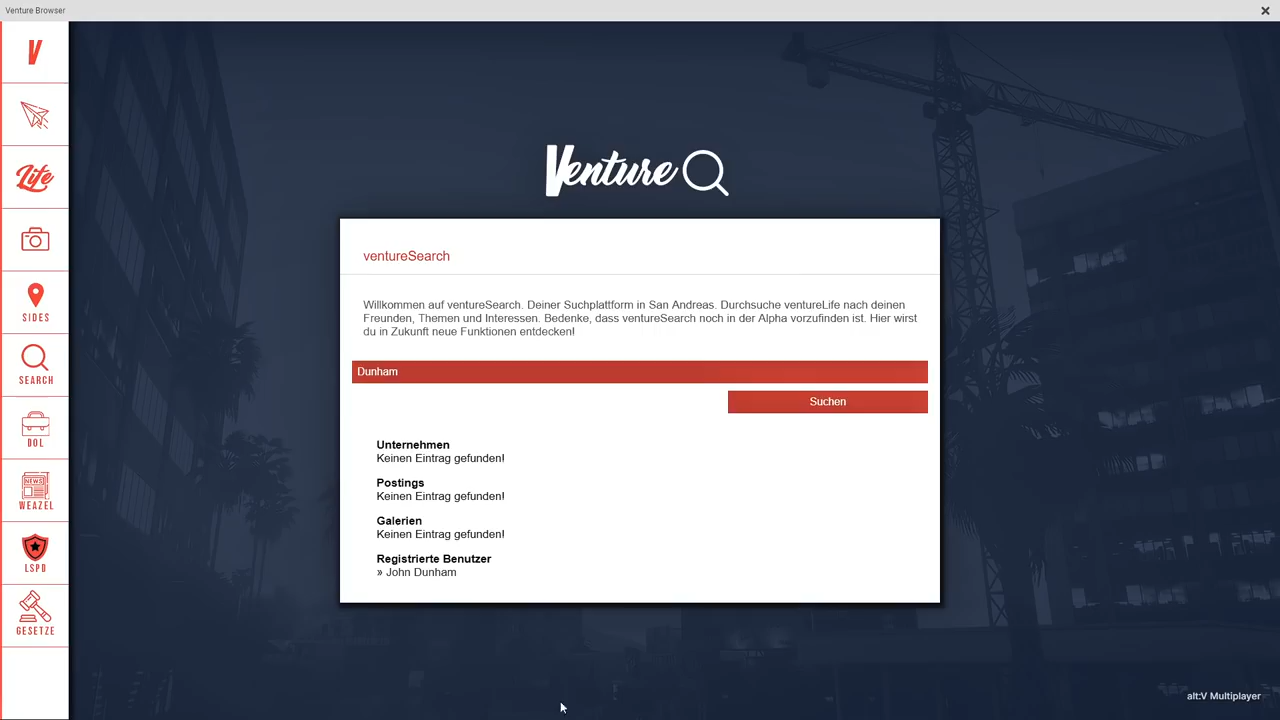 Venture Browser
V
Life
SIDES
SEARCH
DOL
NEWS
WEAZEL
LSPD
GESETZE
Venture
ventureSearch
Willkommen auf ventureSearch. Deiner Suchplattform in San Andreas. Durchsuche ventureLife nach deinen
Freunden, Themen und Interessen. Bedenke, dass ventureSearch noch in der Alpha vorzufinden ist. Hier wirst
du in Zukunft neue Funktionen entdecken!
Dunham
Suchen
Unternehmen
Keinen Eintrag gefunden!
Postings
Keinen Eintrag gefunden!
Galerien
Keinen Eintrag gefunden!
Registrierte Benutzer
» John Dunham
alt:V Multiplayer